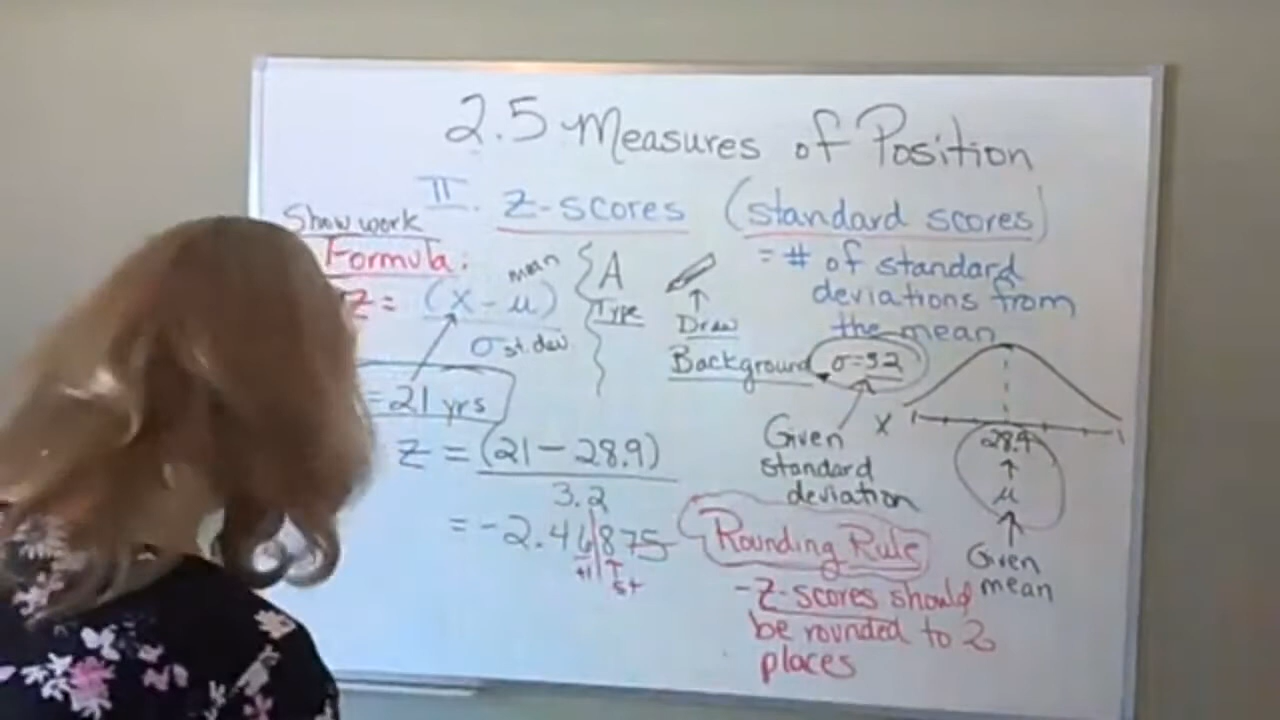 2.5 Measures of Position
II. Z-scores (standard scores)
= # of standard
deviations from
the mean
Show work
Formula:
Z = (x - μ)
mean
σ st. dev.
A
Type
Draw
Background
σ=3.2
= 21 yrs
Z = (21 - 28.9)
3.2
= -2.46875
+1 5+
Given
standard
deviation
X
28.9
μ
Given
mean
Rounding Rule
- Z-scores should
be rounded to 2
places